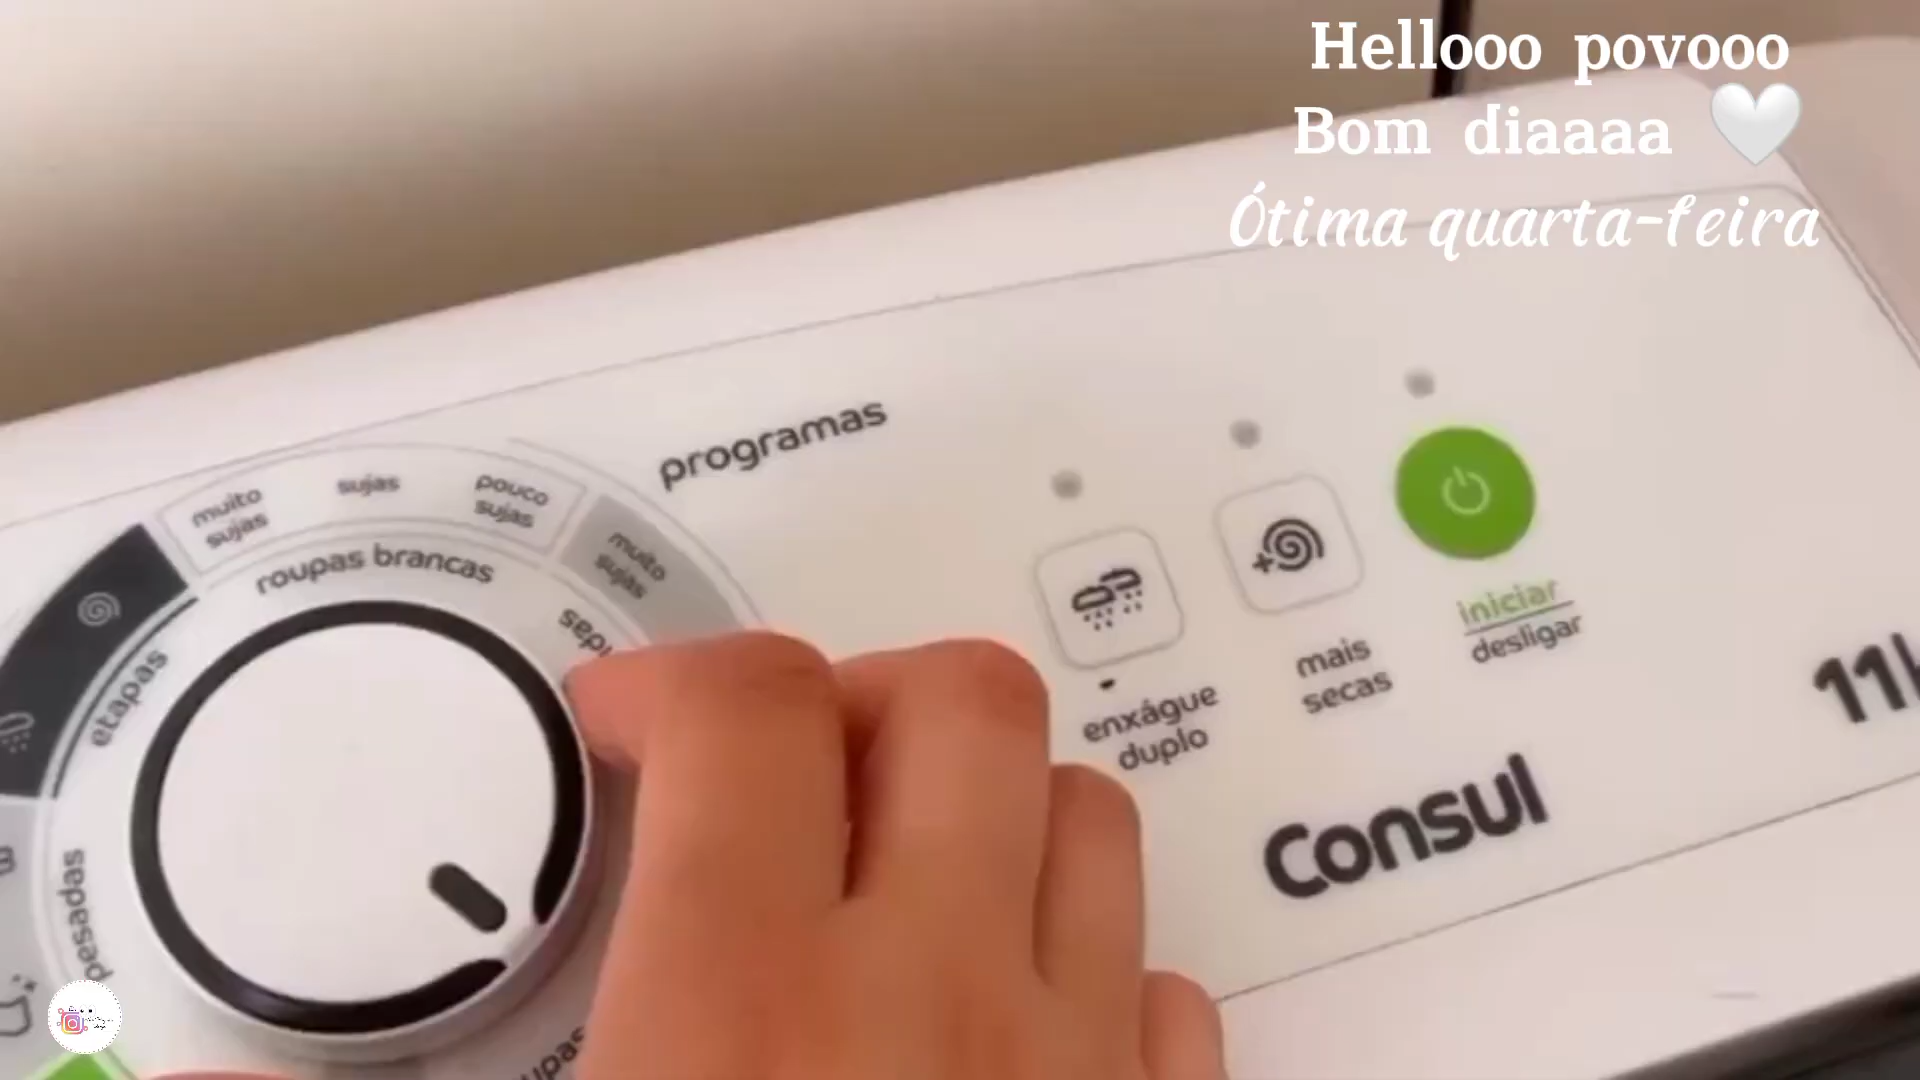 Hellooo povooo
Bom diaaaa 🤍
Ótima quarta-feira
programas
muito
sujas
sujas
pouco
sujas
muito
sujas
roupas brancas
etapas
pesadas
enxágue
duplo
mais
secas
iniciar
desligar
Consul